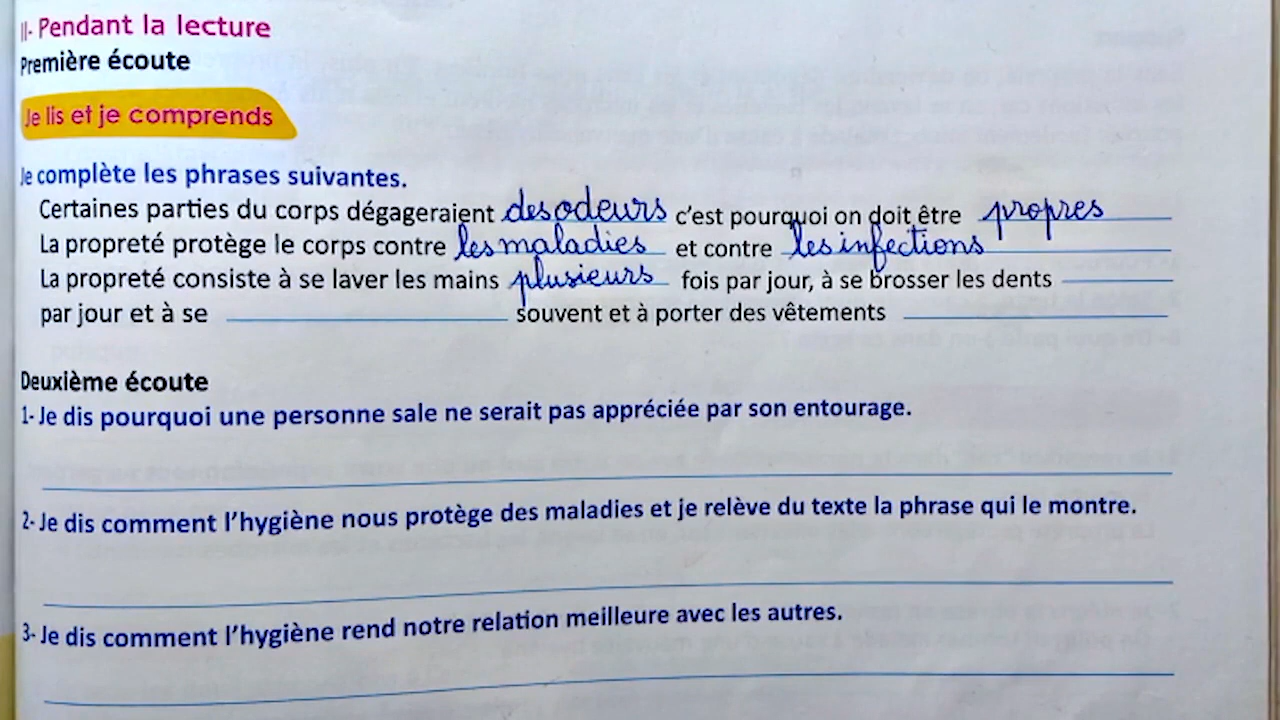 II- Pendant la lecture
Première écoute
Je lis et je comprends
Je complète les phrases suivantes.
Certaines parties du corps dégageraient des odeurs c'est pourquoi on doit être propres
La propreté protège le corps contre les maladies et contre les infections
La propreté consiste à se laver les mains plusieurs fois par jour, à se brosser les dents
par jour et à se souvent et à porter des vêtements
Deuxième écoute
1- Je dis pourquoi une personne sale ne serait pas appréciée par son entourage.
2- Je dis comment l'hygiène nous protège des maladies et je relève du texte la phrase qui le montre.
3- Je dis comment l'hygiène rend notre relation meilleure avec les autres.